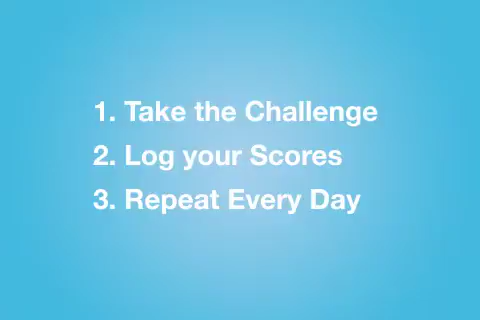 1. Take the Challenge
2. Log your Scores
3. Repeat Every Day